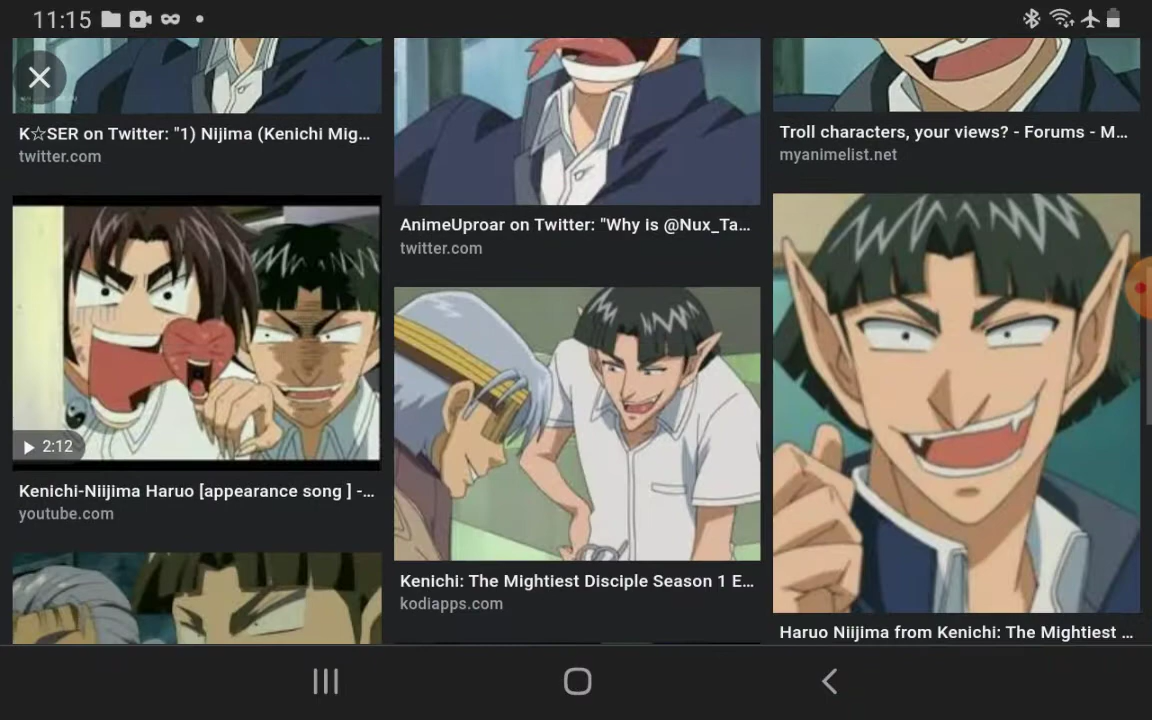 11:15
K☆SER on Twitter: "1) Nijima (Kenichi Mig...
twitter.com
AnimeUproar on Twitter: "Why is @Nux_Ta...
twitter.com
Troll characters, your views? - Forums - M...
myanimelist.net
2:12
Kenichi-Niijima Haruo [appearance song ] -...
youtube.com
Kenichi: The Mightiest Disciple Season 1 E...
kodiapps.com
Haruo Niijima from Kenichi: The Mightiest ...